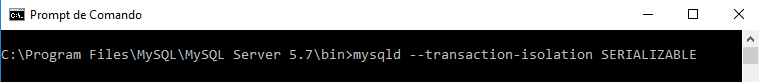 Prompt de Comando
C:\Program Files\MySQL\MySQL Server 5.7\bin>mysqld --transaction-isolation SERIALIZABLE